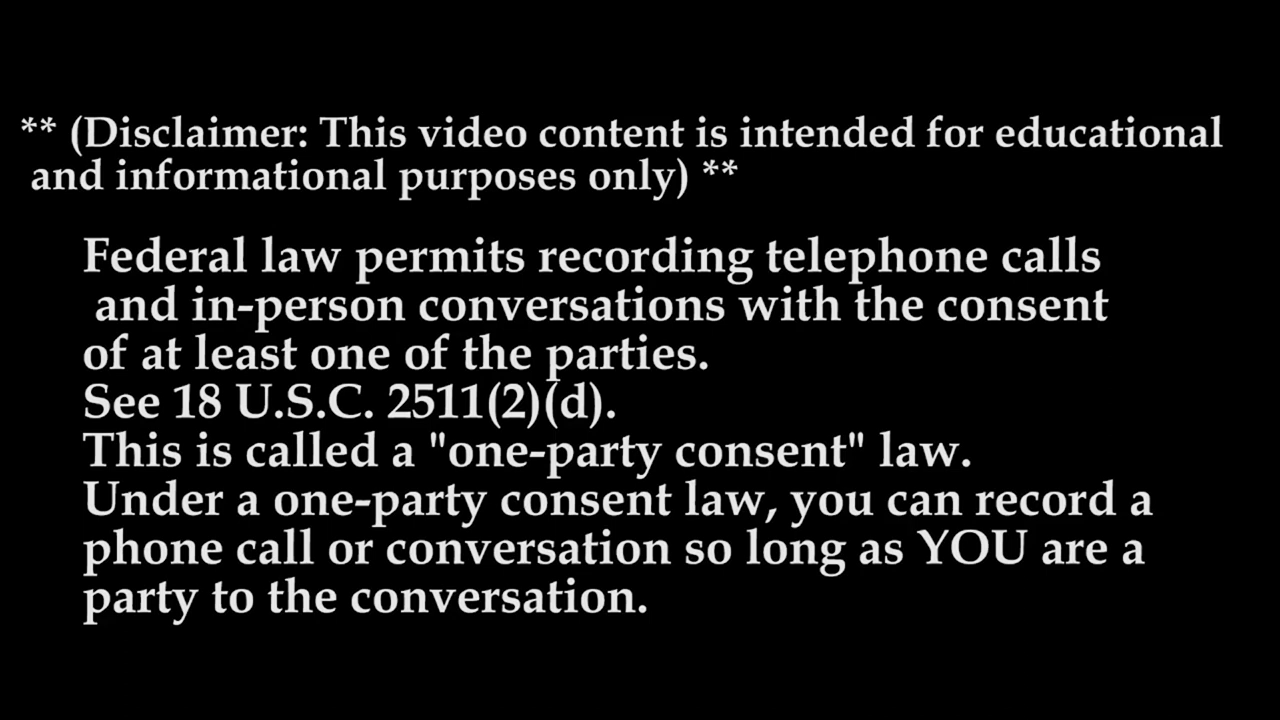 ** (Disclaimer: This video content is intended for educational
and informational purposes only) **
Federal law permits recording telephone calls
and in-person conversations with the consent
of at least one of the parties.
See 18 U.S.C. 2511(2)(d).
This is called a "one-party consent" law.
Under a one-party consent law, you can record a
phone call or conversation so long as YOU are a
party to the conversation.